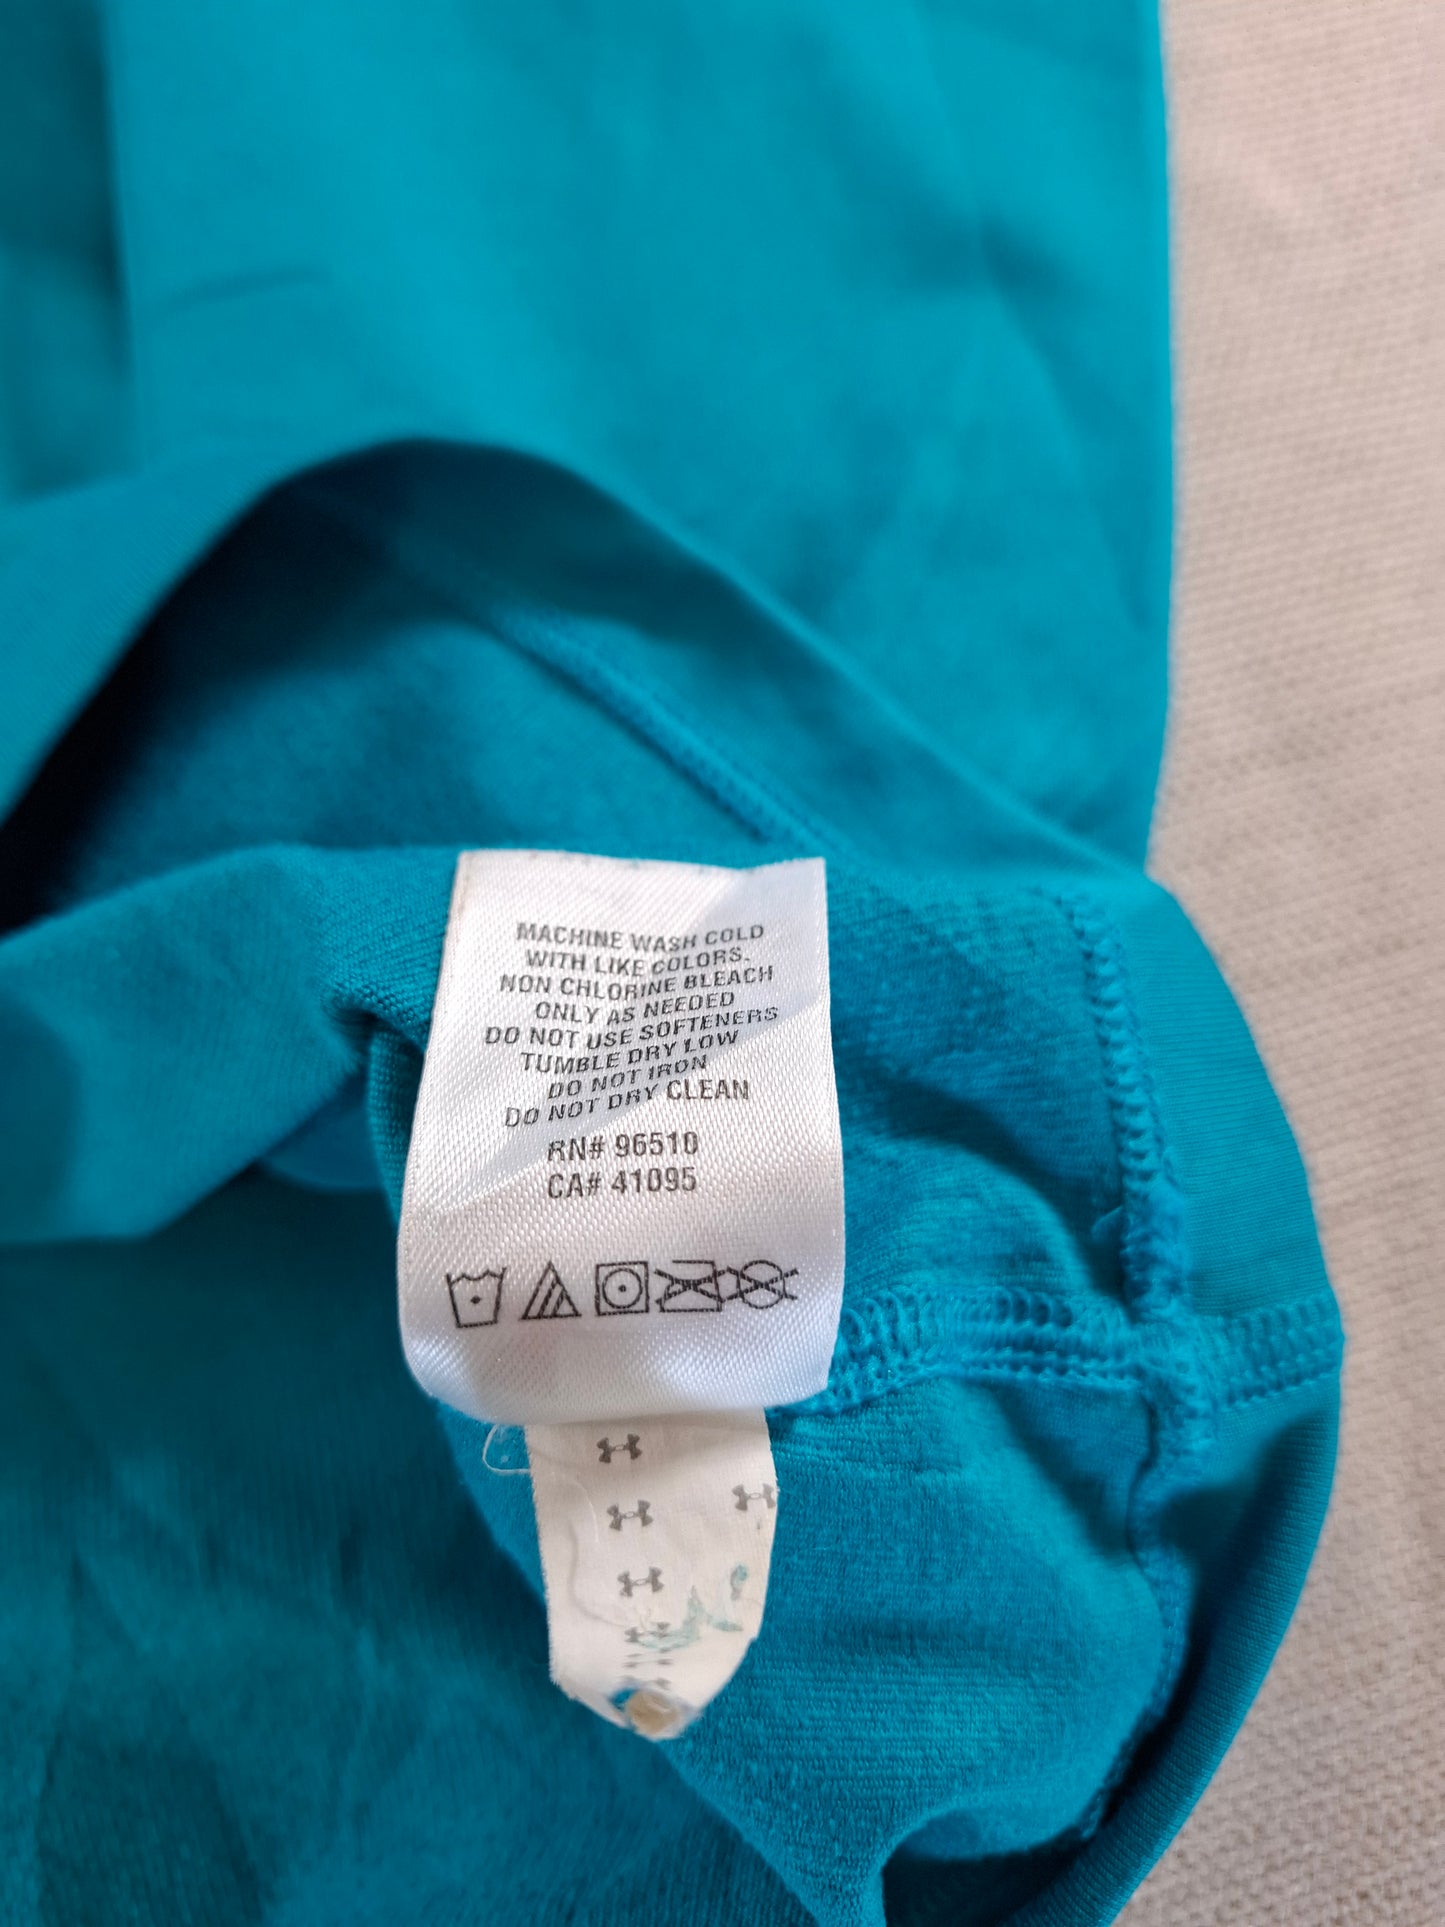 MACHINE WASH COLD
WITH LIKE COLORS.
NON CHLORINE BLEACH
ONLY AS NEEDED
DO NOT USE SOFTENERS
TUMBLE DRY LOW
DO NOT IRON
DO NOT DRY CLEAN
RN# 96510
CA# 41095